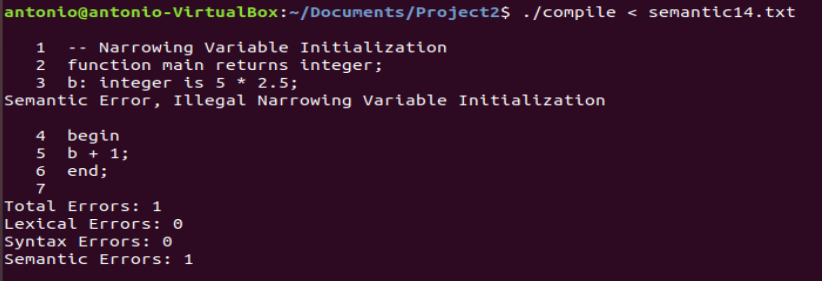 antonio@antonio-VirtualBox:~/Documents/Project2$ ./compile < semantic14.txt
1 -- Narrowing Variable Initialization
2 function main returns integer;
3 b: integer is 5 * 2.5;
Semantic Error, Illegal Narrowing Variable Initialization
4 begin
5 b + 1;
6 end;
7
Total Errors: 1
Lexical Errors: 0
Syntax Errors: 0
Semantic Errors: 1